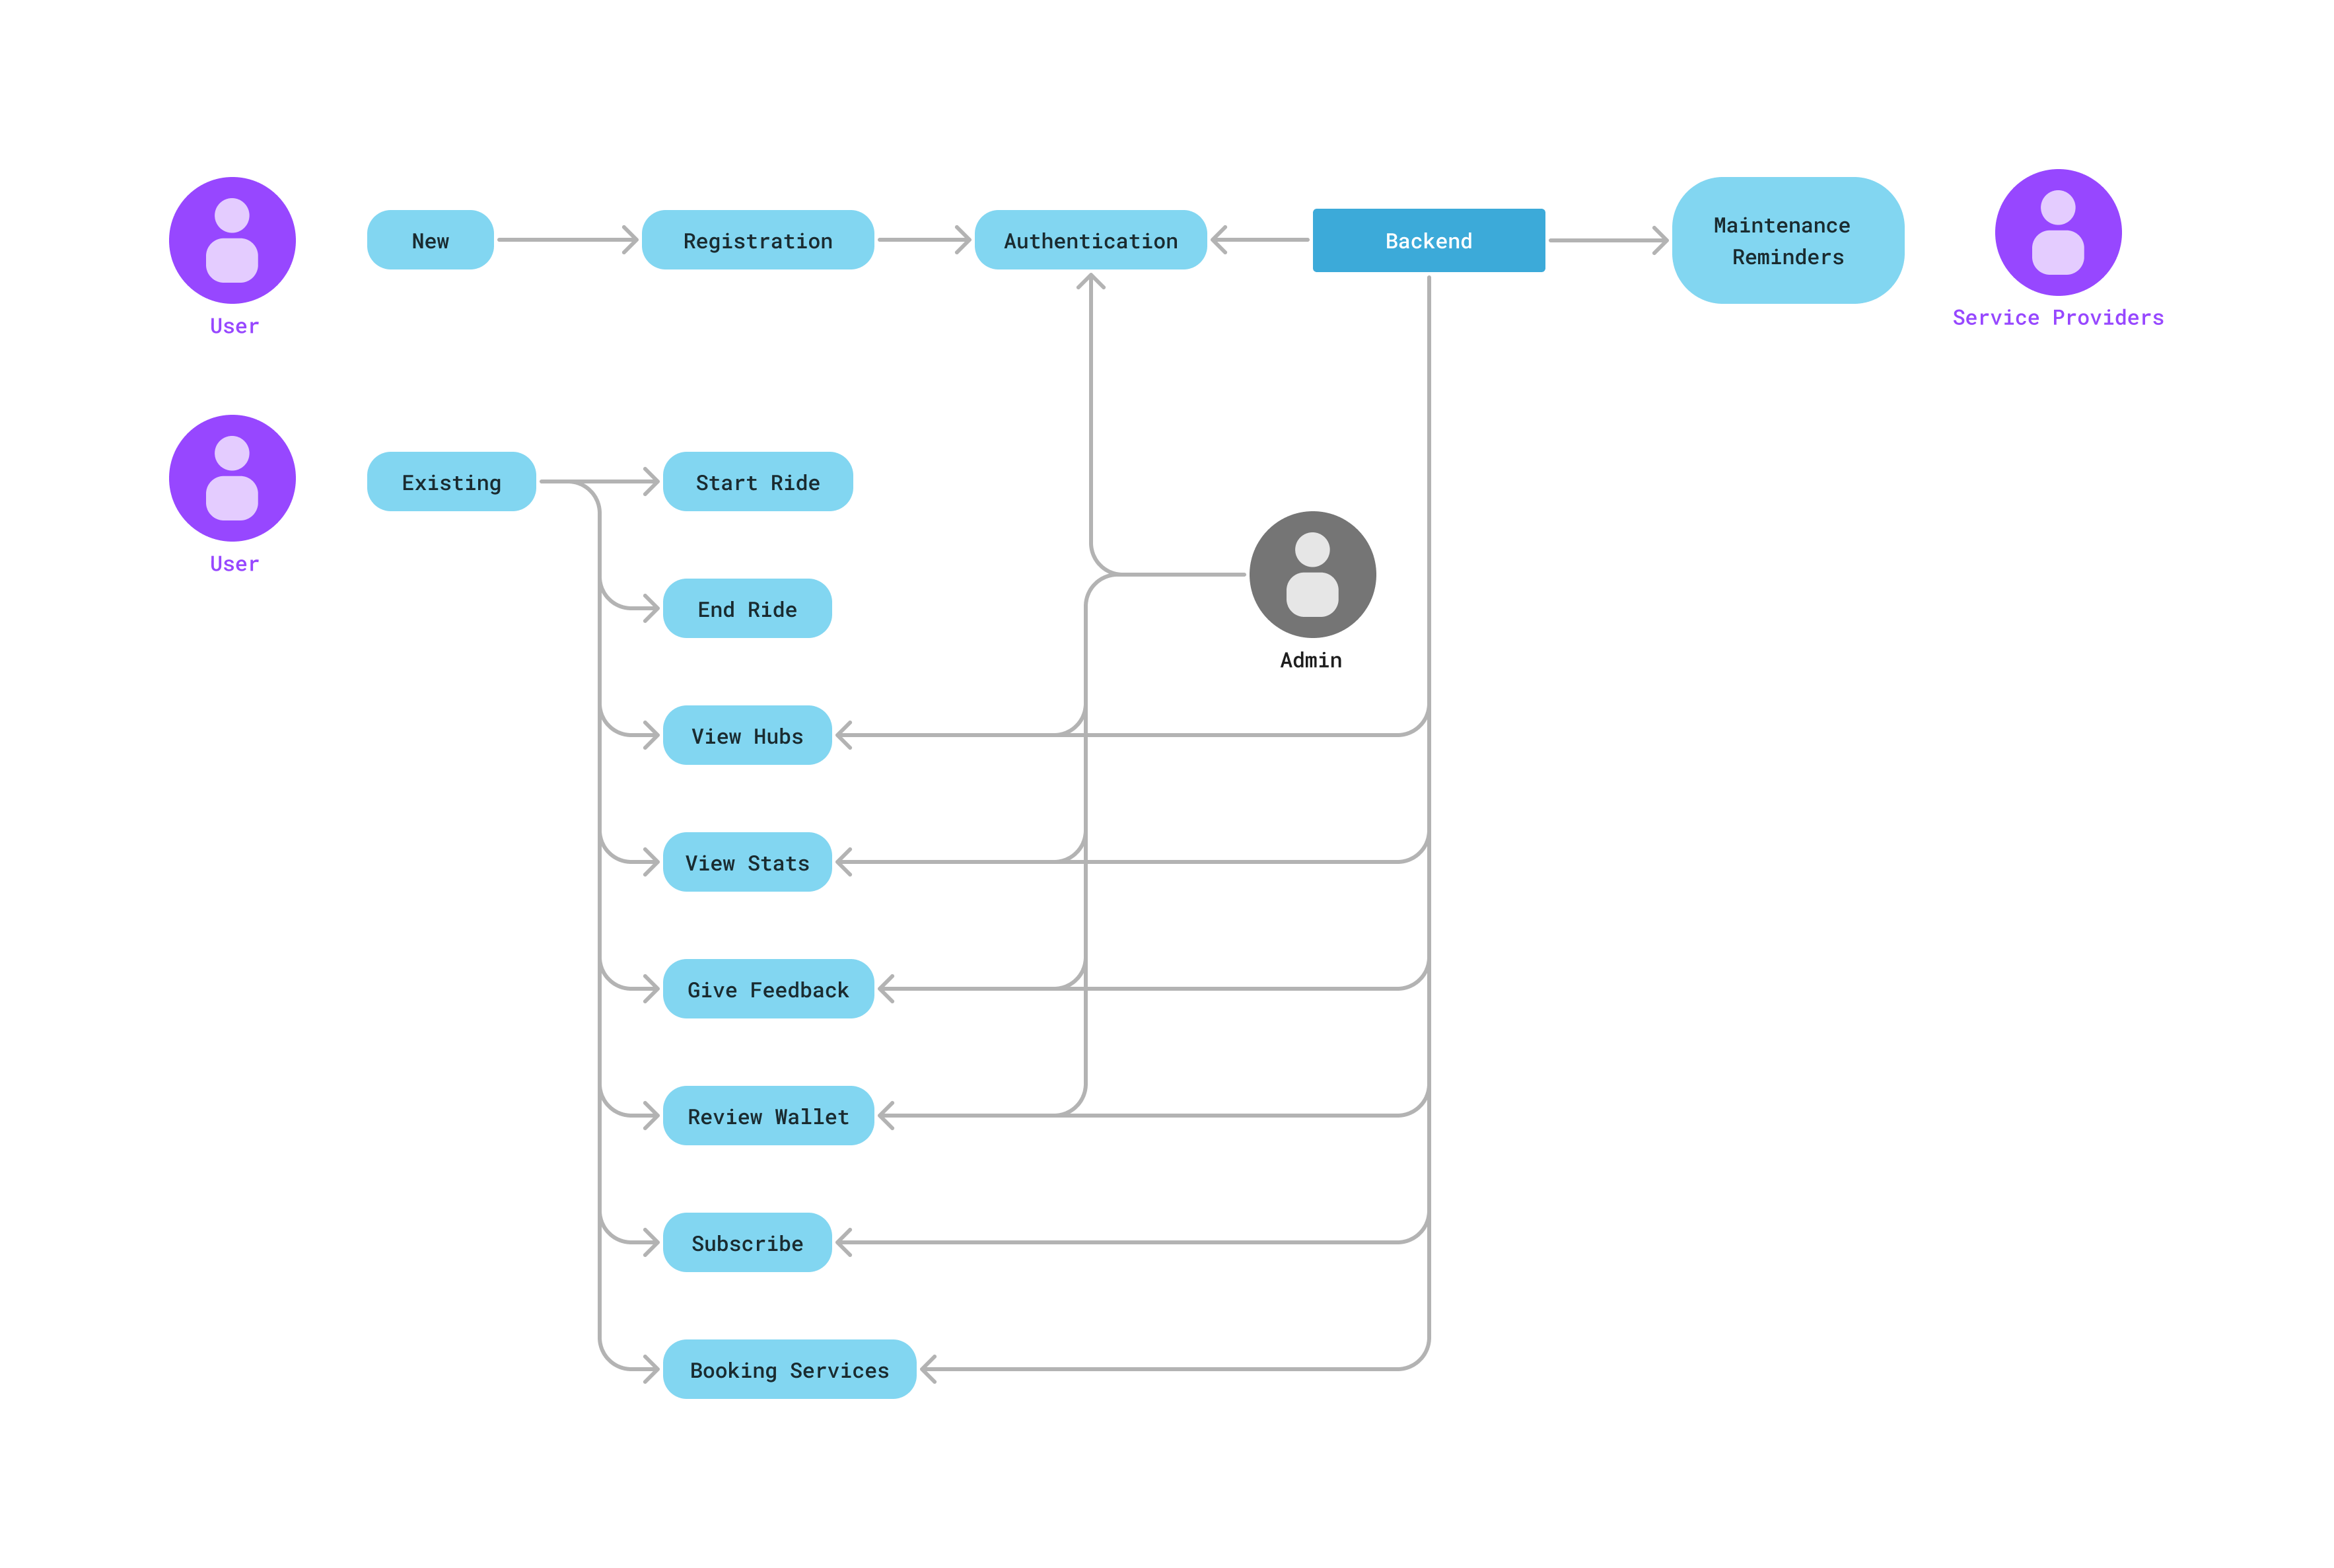 New
Registration
Authentication
Backend
Maintenance
Reminders
User
Service Providers
Existing
Start Ride
User
End Ride
Admin
View Hubs
View Stats
Give Feedback
Review Wallet
Subscribe
Booking Services